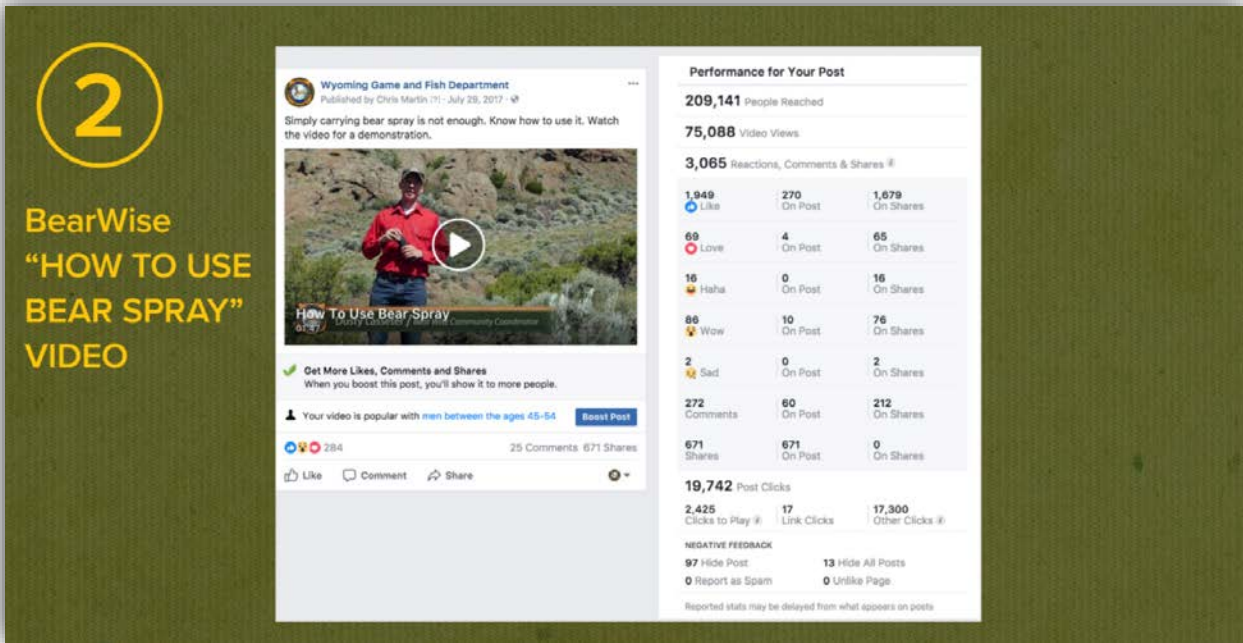 2
BearWise
“HOW TO USE
BEAR SPRAY”
VIDEO
Wyoming Game and Fish Department
Published by Chris Martin [?] · July 29, 2017 ·
Simply carrying bear spray is not enough. Know how to use it. Watch
the video for a demonstration.
How To Use Bear Spray
01:47
Community Coordinator
Get More Likes, Comments and Shares
When you boost this post, you'll show it to more people.
Your video is popular with men between the ages 45-54
Boost Post
284
25 Comments 671 Shares
Like Comment Share
Performance for Your Post
209,141 People Reached
75,088 Video Views
3,065 Reactions, Comments & Shares
1,949 270 1,679
Like On Post On Shares
69 4 65
Love On Post On Shares
16 0 16
Haha On Post On Shares
86 10 76
Wow On Post On Shares
2 0 2
Sad On Post On Shares
272 60 212
Comments On Post On Shares
671 671 0
Shares On Post On Shares
19,742 Post Clicks
2,425 17 17,300
Clicks to Play Link Clicks Other Clicks
NEGATIVE FEEDBACK
97 Hide Post 13 Hide All Posts
0 Report as Spam 0 Unlike Page
Reported stats may be delayed from what appears on posts